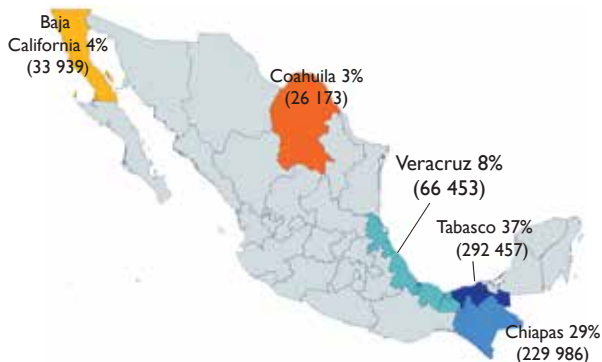 Baja
California 4%
(33 939)
Coahuila 3%
(26 173)
Veracruz 8%
(66 453)
Tabasco 37%
(292 457)
Chiapas 29%
(229 986)